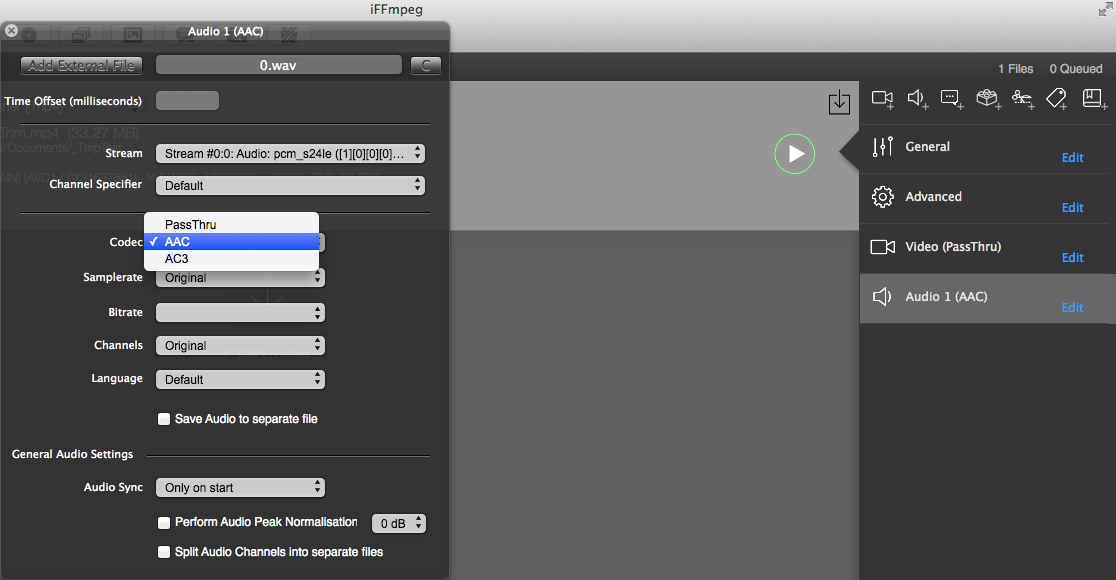 iFFmpeg
Audio 1 (AAC)
Add External File
0.wav
C
1 Files
0 Queued
Time Offset (milliseconds)
Trim.mp4 (33.27 MB)
/Documents/_TmpTest
Stream
Stream #0:0: Audio: pcm_s24le ([1][0][0][0]...
Channel Specifier
Default
PassThru
Codec
✓ AAC
AC3
Samplerate
Original
Bitrate
Channels
Original
Language
Default
Save Audio to separate file
General Audio Settings
Audio Sync
Only on start
Perform Audio Peak Normalisation
0 dB
Split Audio Channels into separate files
General
Edit
Advanced
Edit
Video (PassThru)
Edit
Audio 1 (AAC)
Edit